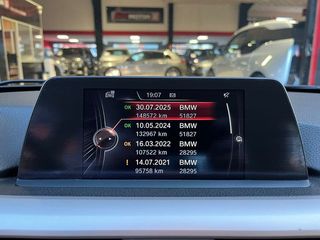 19:07
OK 30.07.2025 BMW
148572 km 51827
OK 10.05.2024 BMW
132967 km 51827
OK 16.03.2022 BMW
107522 km 28295
! 14.07.2021 BMW
95758 km 28295